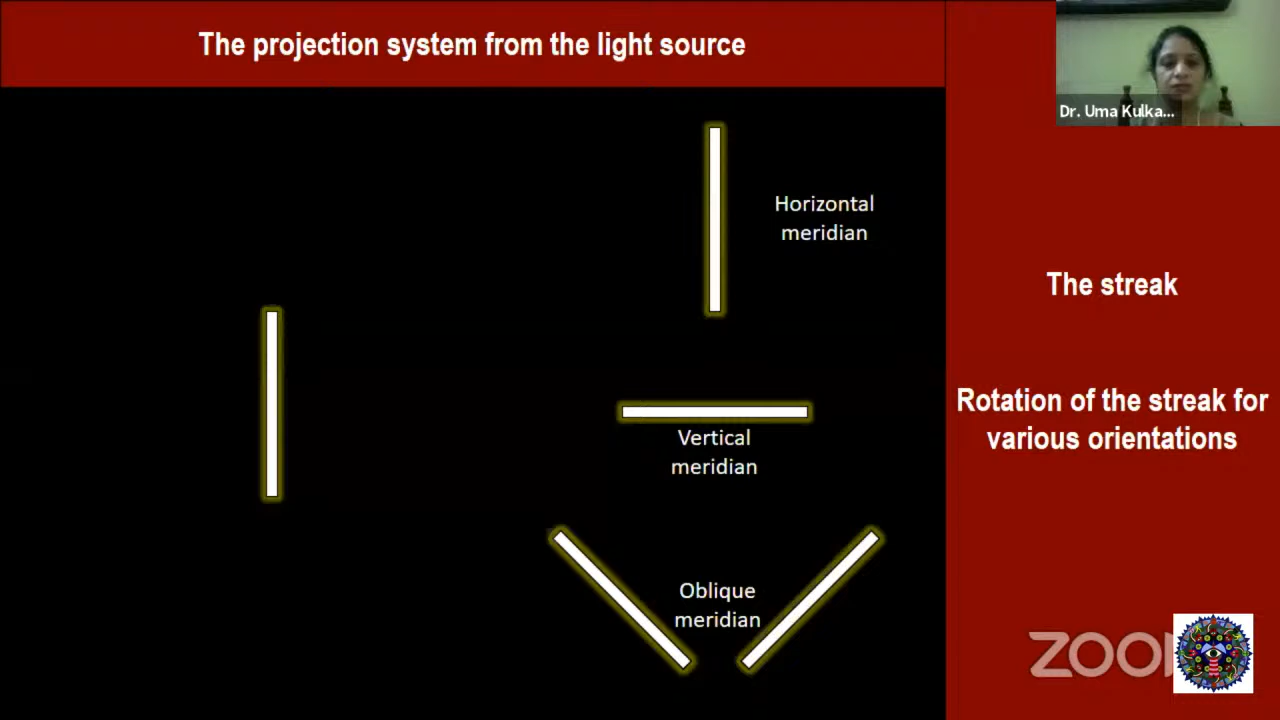 The projection system from the light source
Dr. Uma Kulka...
Horizontal
meridian
The streak
Rotation of the streak for
various orientations
Vertical
meridian
Oblique
meridian
ZOOM